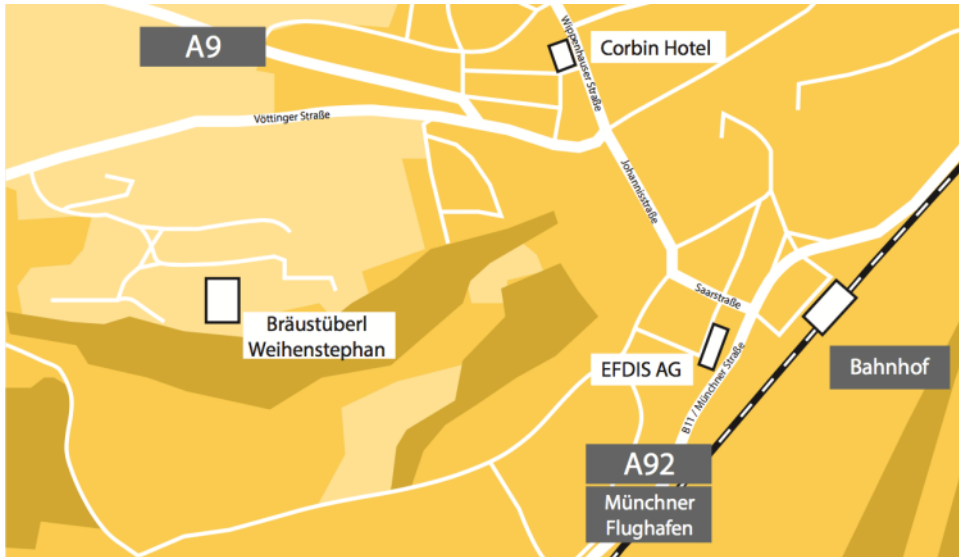 A9
Corbin Hotel
Wippenhauser Straße
Vöttinger Straße
Johannisstraße
Saarstraße
Bräustüberl
Weihenstephan
EFDIS AG
B11 / Münchner Straße
Bahnhof
A92
Münchner
Flughafen